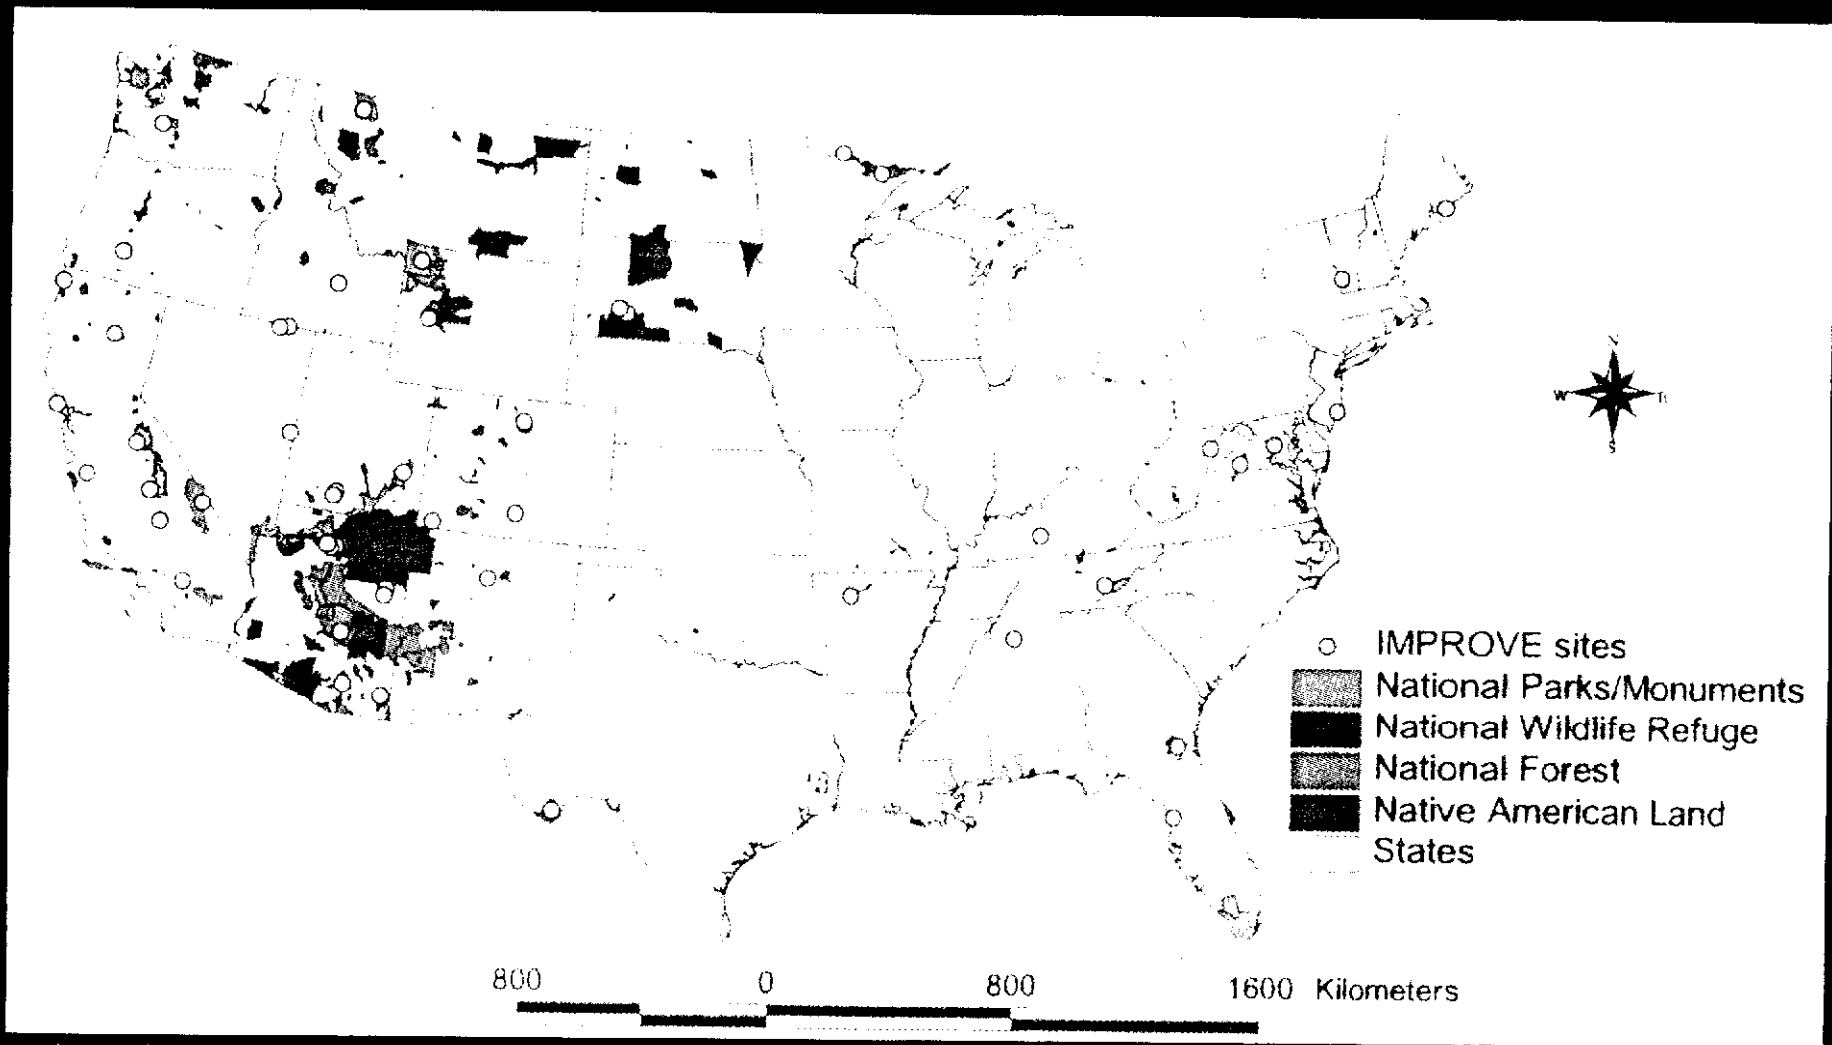 N
W
S
IMPROVE sites
National Parks/Monuments
National Wildlife Refuge
National Forest
Native American Land
States
800 0 800 1600 Kilometers